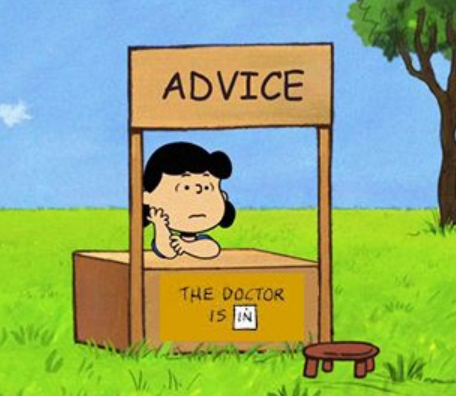 ADVICE
THE DOCTOR
IS IN